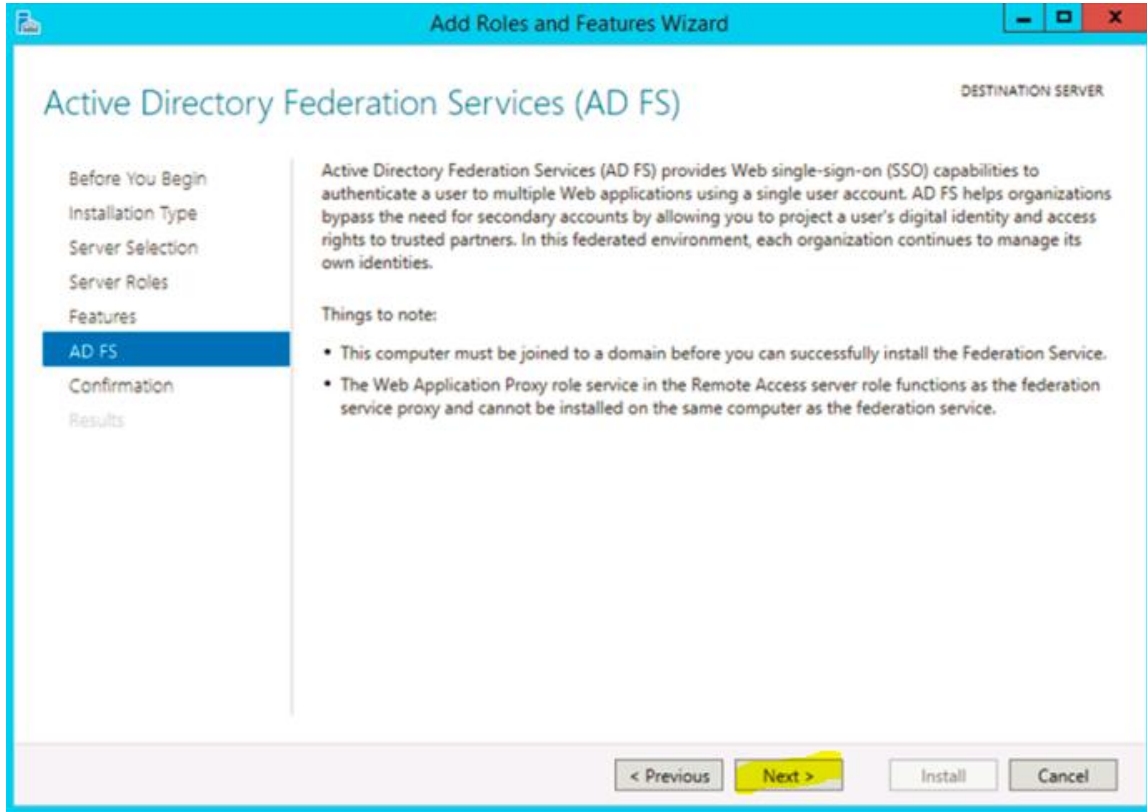 Add Roles and Features Wizard
Active Directory Federation Services (AD FS)
DESTINATION SERVER
Before You Begin
Installation Type
Server Selection
Server Roles
Features
AD FS
Confirmation
Results
Active Directory Federation Services (AD FS) provides Web single-sign-on (SSO) capabilities to
authenticate a user to multiple Web applications using a single user account. AD FS helps organizations
bypass the need for secondary accounts by allowing you to project a user's digital identity and access
rights to trusted partners. In this federated environment, each organization continues to manage its
own identities.
Things to note:
• This computer must be joined to a domain before you can successfully install the Federation Service.
• The Web Application Proxy role service in the Remote Access server role functions as the federation
service proxy and cannot be installed on the same computer as the federation service.
< Previous Next > Install Cancel